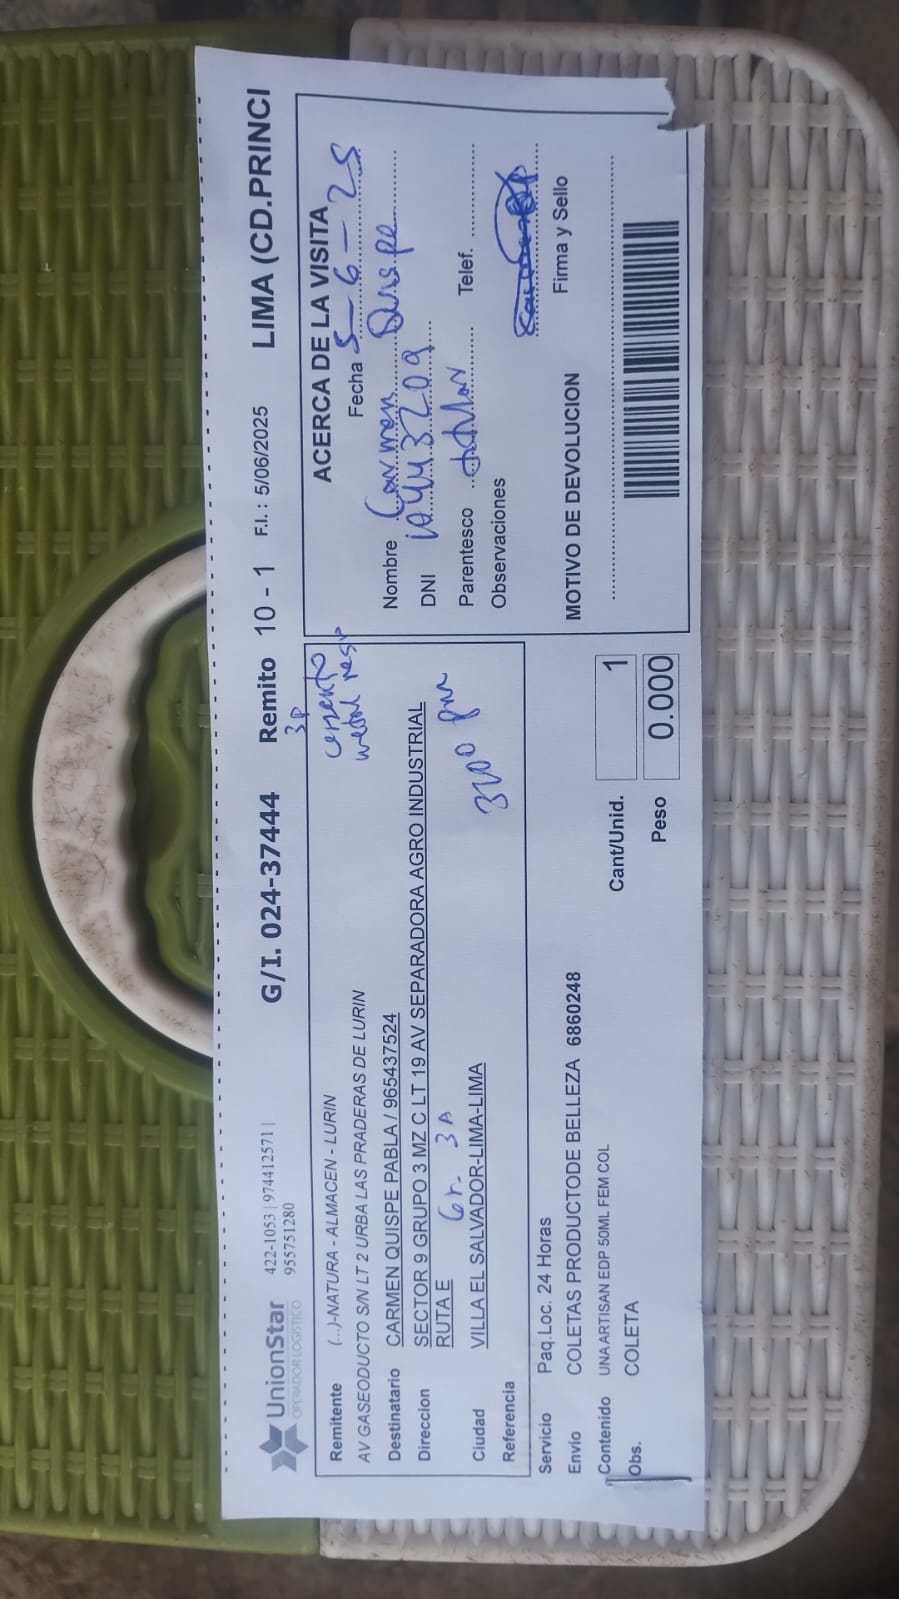 UnionStar
OPERADOR LOGÍSTICO
422-1053 | 974412571 |
955751280
G/I. 024-37444
Remito 10 - 1
F.I. : 5/06/2025
LIMA (CD.PRINCI
3P
Remitente (...)-NATURA - ALMACEN - LURIN
AV GASEODUCTO S/N LT 2 URBA LAS PRADERAS DE LURIN
Destinatario CARMEN QUISPE PABLA / 965437524
Direccion SECTOR 9 GRUPO 3 MZ C LT 19 AV SEPARADORA AGRO INDUSTRIAL
RUTA E
Gr. 3A
Ciudad VILLA EL SALVADOR-LIMA-LIMA
Referencia
cemento
metal
Servicio Paq.Loc. 24 Horas
Envio COLETAS PRODUCTODE BELLEZA 6860248
Contenido UNA ARTISAN EDP 50ML FEM COL
Obs. COLETA
Cant/Unid. 1
Peso 0.000
ACERCA DE LA VISITA
Fecha 5-6-25
Nombre Carmen Quispe
DNI
Parentesco titular
Telef.
Observaciones
Firma y Sello
MOTIVO DE DEVOLUCION